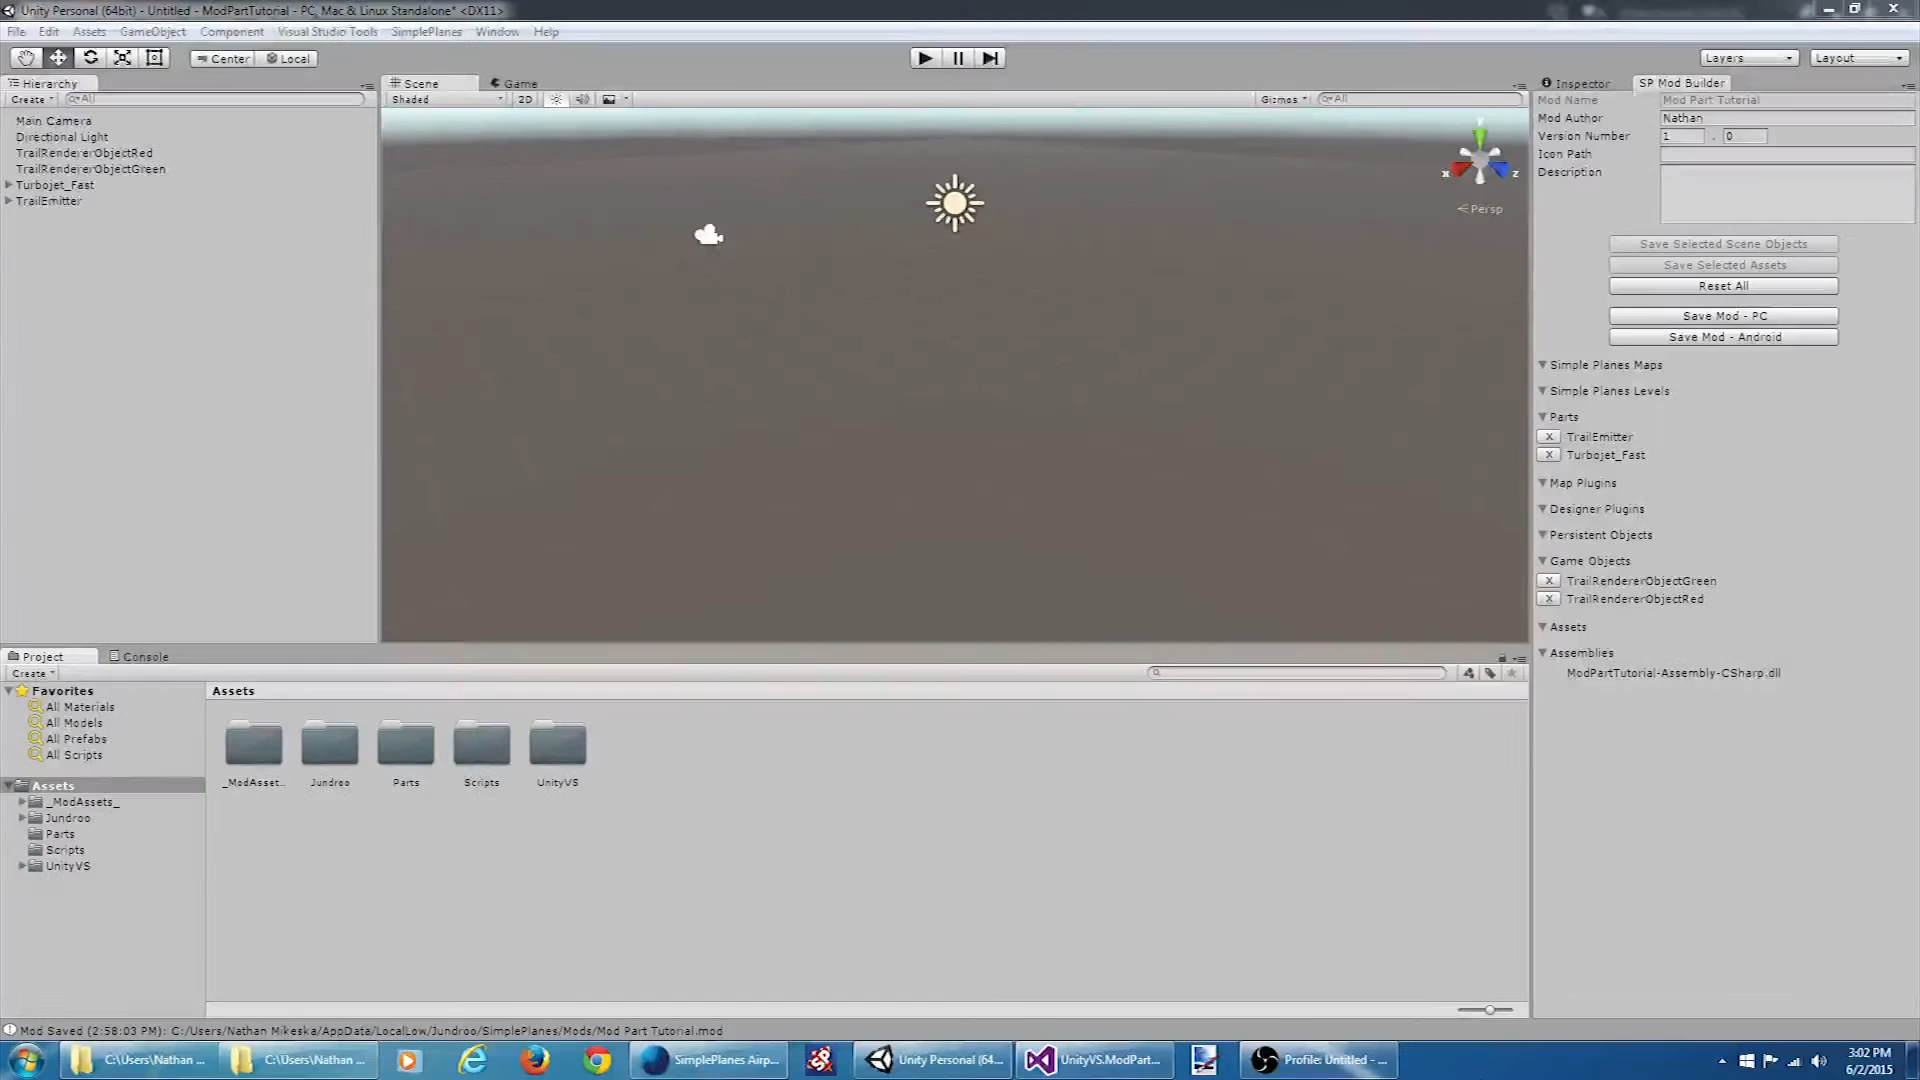 Unity Personal (64bit) - Untitled - ModPartTutorial - PC, Mac & Linux Standalone* <DX11>
File Edit Assets GameObject Component Visual Studio Tools SimplePlanes Window Help
Center Local Layers Layout
Hierarchy
Create All
Main Camera
Directional Light
TrailRendererObjectRed
TrailRendererObjectGreen
Turbojet_Fast
TrailEmitter
Scene Game
Shaded 2D Gizmos All
x z
Persp
Inspector SP Mod Builder
Mod Name Mod Part Tutorial
Mod Author Nathan
Version Number 1 . 0
Icon Path
Description
Save Selected Scene Objects
Save Selected Assets
Reset All
Save Mod - PC
Save Mod - Android
Simple Planes Maps
Simple Planes Levels
Parts
X TrailEmitter
X Turbojet_Fast
Map Plugins
Designer Plugins
Persistent Objects
Game Objects
X TrailRendererObjectGreen
X TrailRendererObjectRed
Assets
Assemblies
ModPartTutorial-Assembly-CSharp.dll
Project Console
Create
Favorites
All Materials
All Models
All Prefabs
All Scripts
Assets
_ModAssets_
Jundroo
Parts
Scripts
UnityVS
Assets
_ModAsset.. Jundroo Parts Scripts UnityVS
Mod Saved (2:58:03 PM): C:/Users/Nathan Mikeska/AppData/LocalLow/Jundroo/SimplePlanes/Mods/Mod Part Tutorial.mod
C:\Users\Nathan ... C:\Users\Nathan ... SimplePlanes Airp... Unity Personal (64... UnityVS.ModPart... Profile: Untitled - ...
3:02 PM
6/2/2015